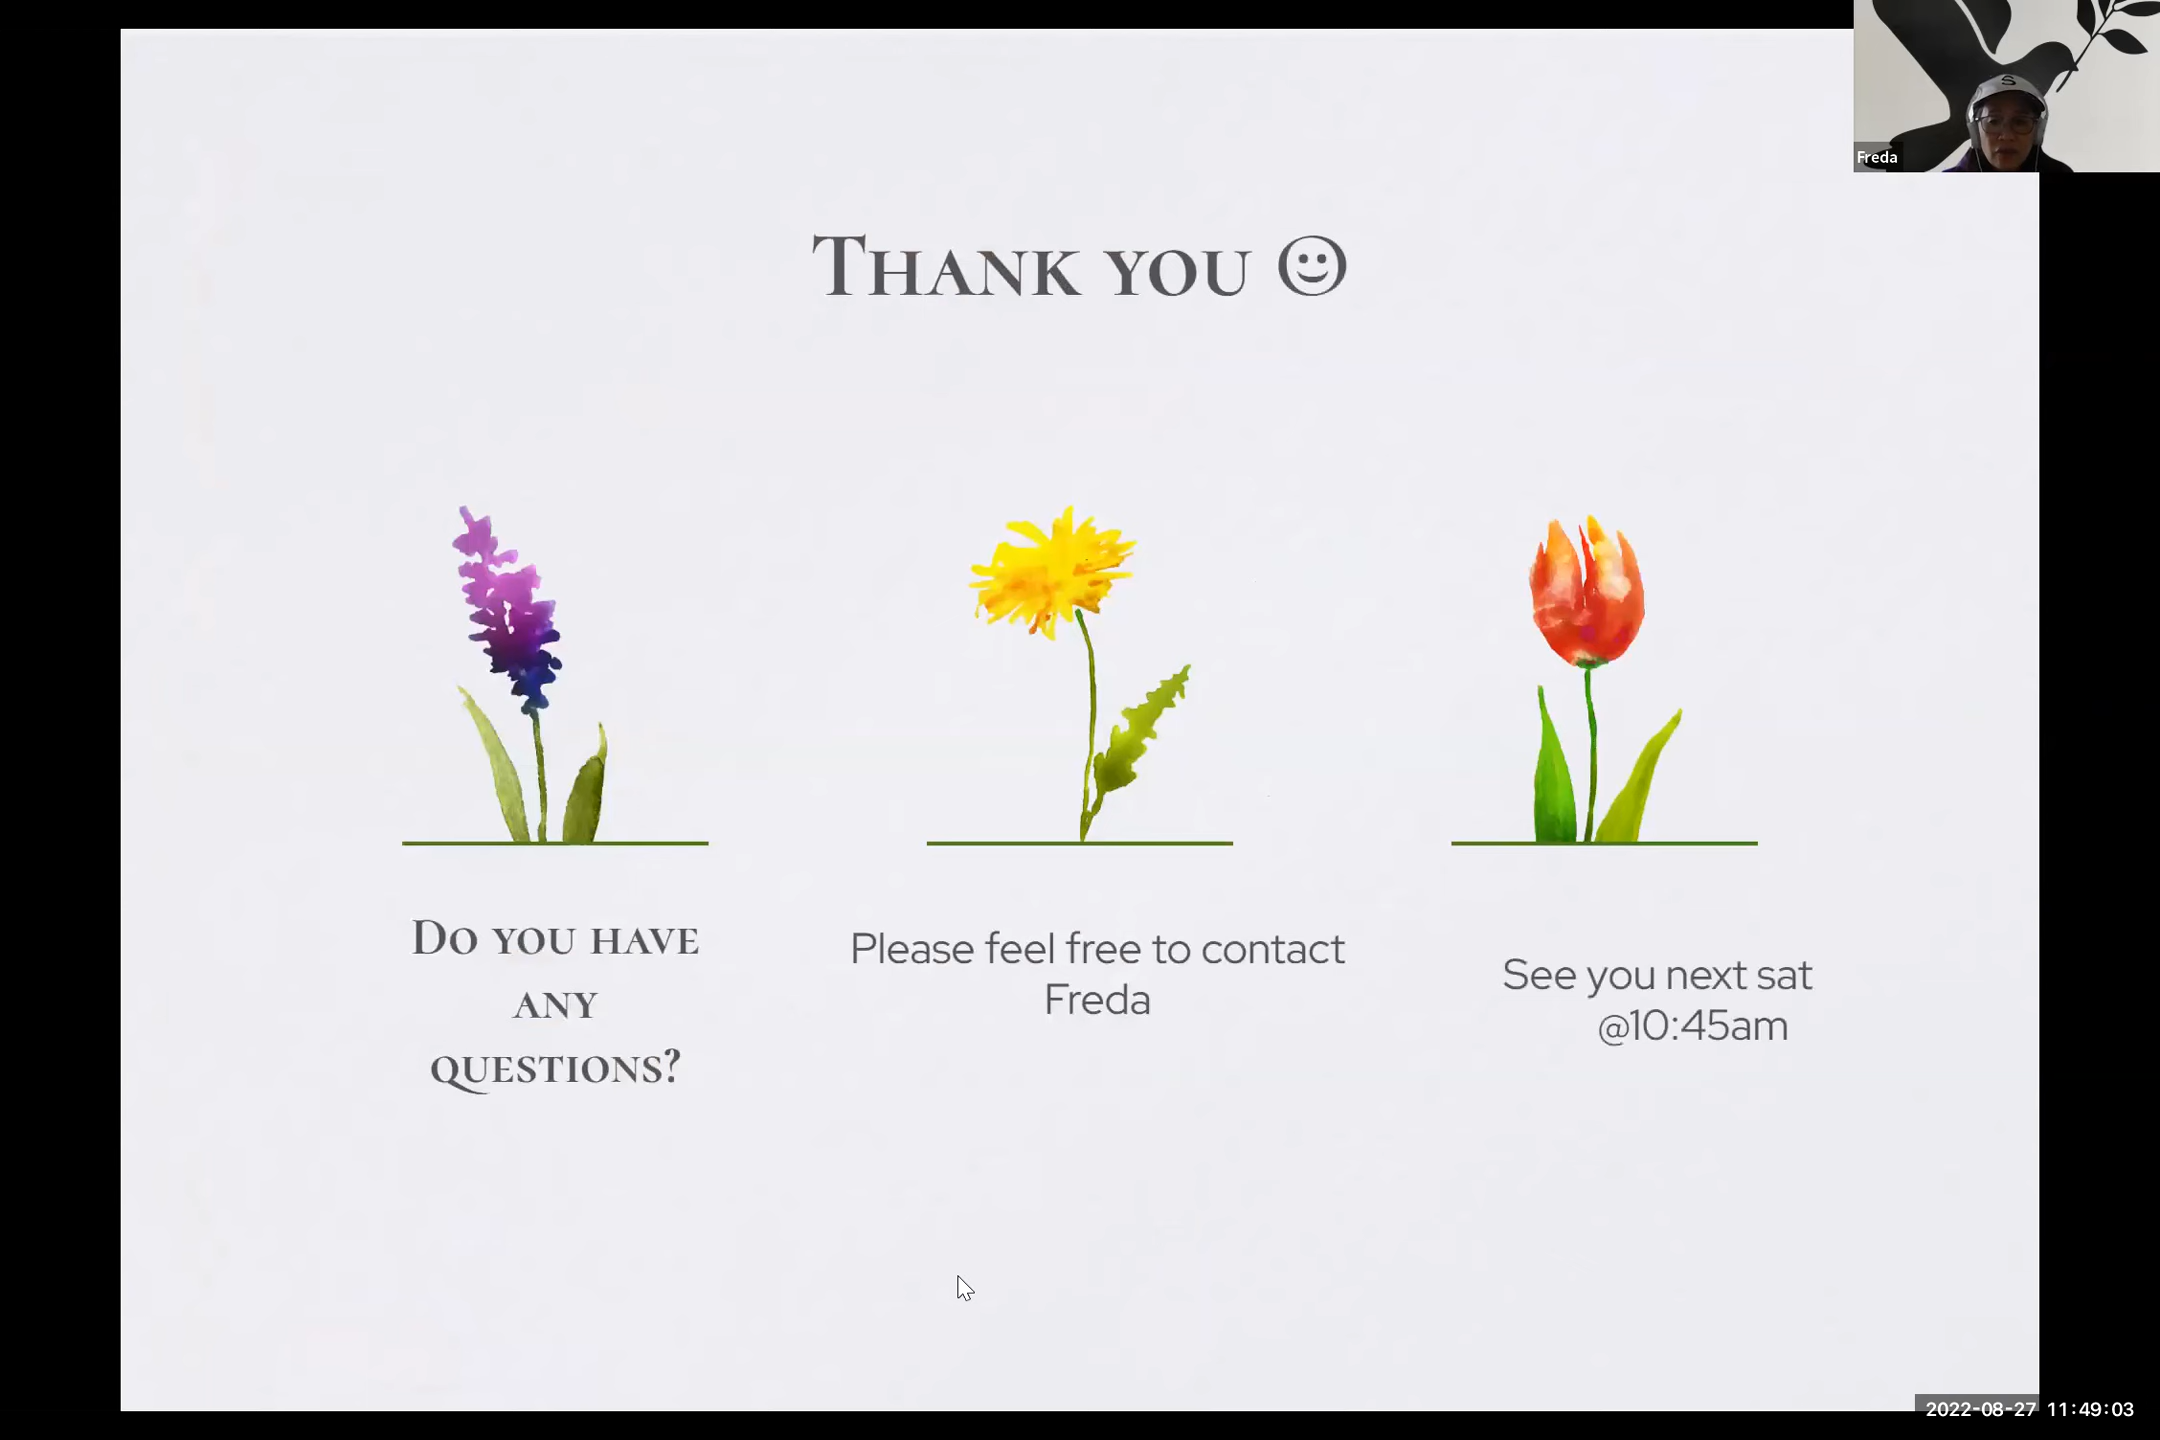 S
Freda
Thank you ☺
Do you have
any
questions?
Please feel free to contact
Freda
See you next sat
@10:45am
2022-08-27 11:49:03